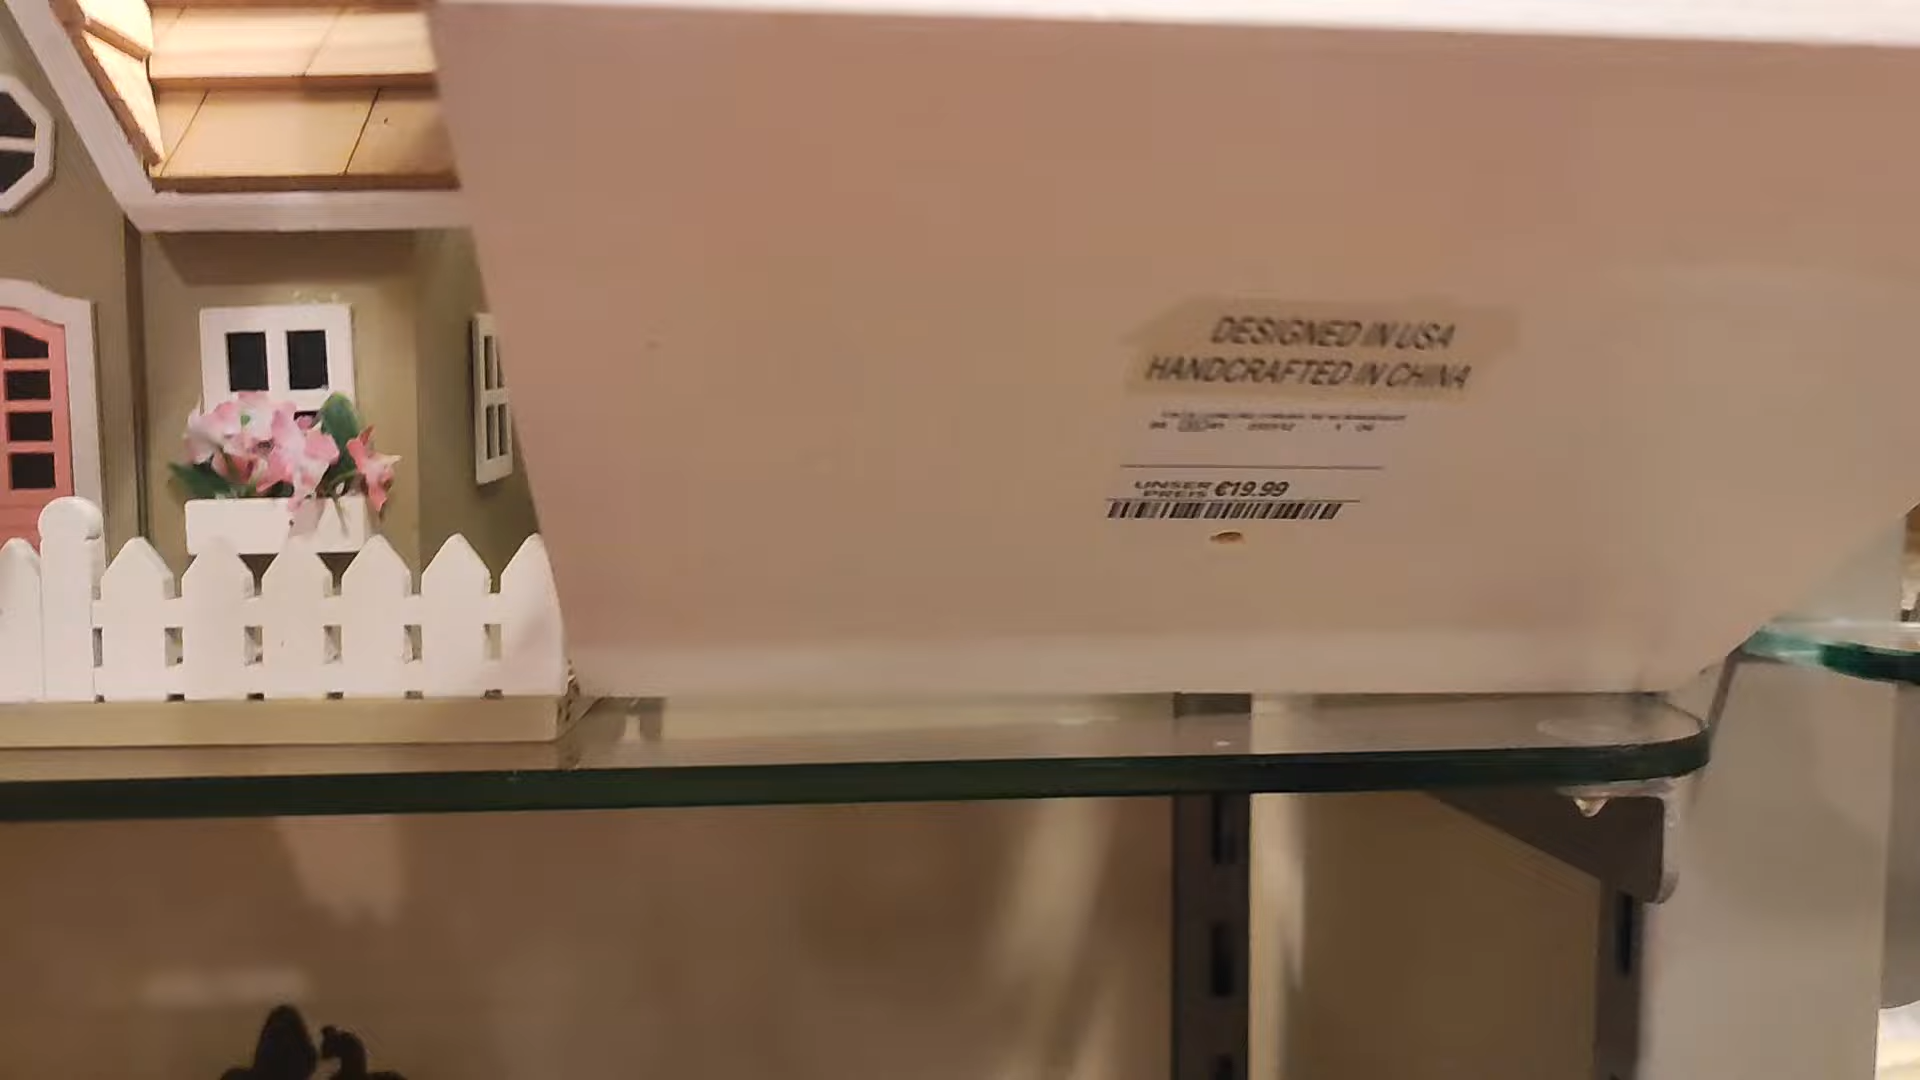 DESIGNED IN USA
HANDCRAFTED IN CHINA
UNSER
PREIS €19.99